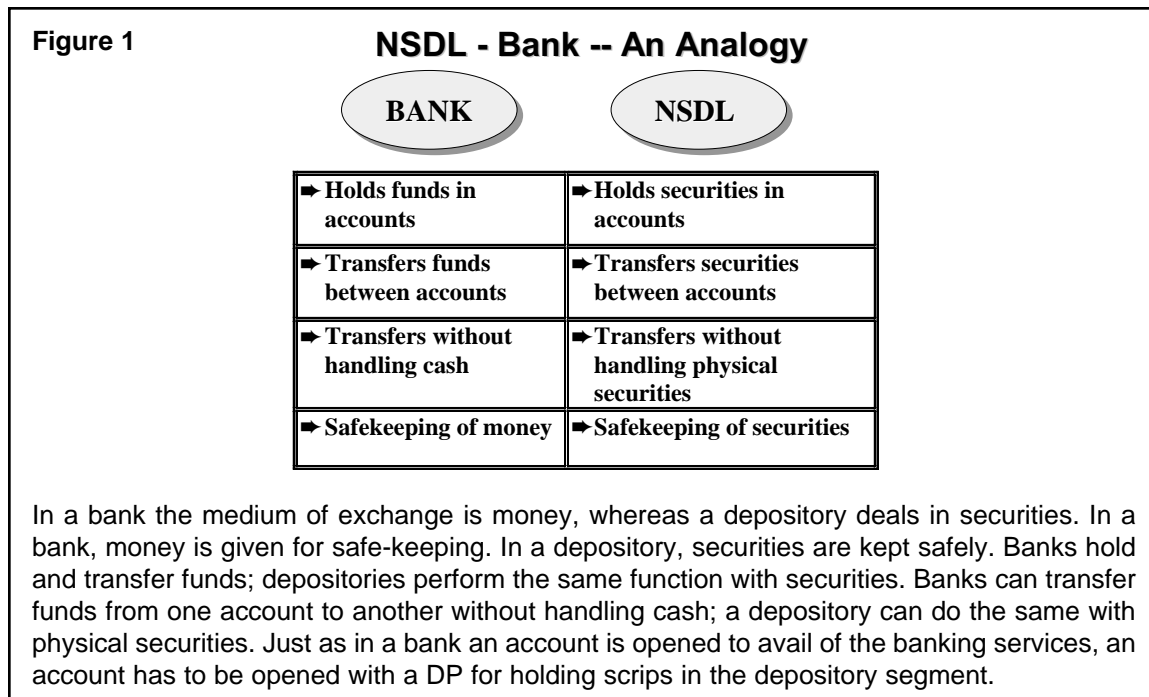 Figure 1
NSDL - Bank -- An Analogy
BANK
NSDL
➨Holds funds in
accounts
➨Holds securities in
accounts
➨Transfers funds
between accounts
➨Transfers securities
between accounts
➨Transfers without
handling cash
➨Transfers without
handling physical
securities
➨Safekeeping of money
➨Safekeeping of securities
In a bank the medium of exchange is money, whereas a depository deals in securities. In a
bank, money is given for safe-keeping. In a depository, securities are kept safely. Banks hold
and transfer funds; depositories perform the same function with securities. Banks can transfer
funds from one account to another without handling cash; a depository can do the same with
physical securities. Just as in a bank an account is opened to avail of the banking services, an
account has to be opened with a DP for holding scrips in the depository segment.